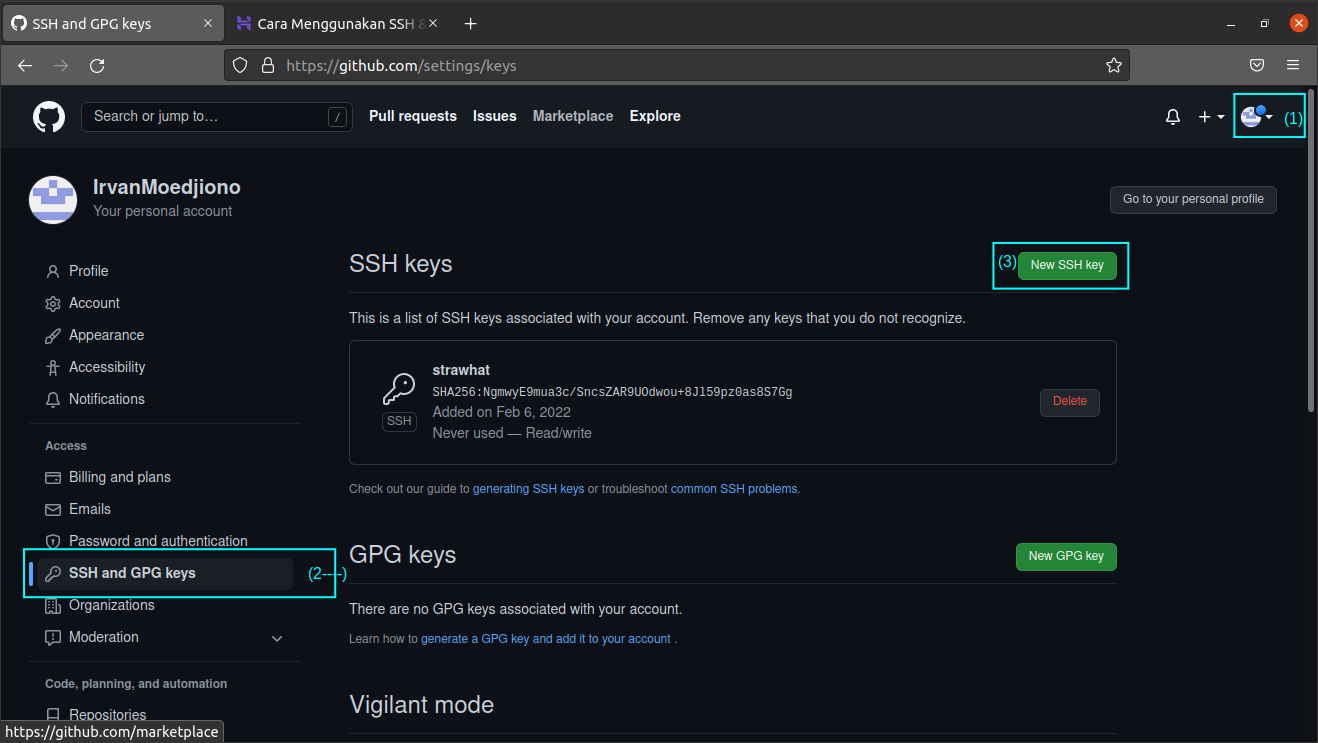 SSH and GPG keys
Cara Menggunakan SSH &
https://github.com/settings/keys
Search or jump to…
/
Pull requests
Issues
Marketplace
Explore
(1)
IrvanMoedjiono
Your personal account
Go to your personal profile
Profile
Account
Appearance
Accessibility
Notifications
Access
Billing and plans
Emails
Password and authentication
SSH and GPG keys
(2----)
Organizations
Moderation
Code, planning, and automation
Repositories
SSH keys
(3)
New SSH key
This is a list of SSH keys associated with your account. Remove any keys that you do not recognize.
strawhat
SHA256:NgmwyE9mua3c/SncsZAR9UOdwou+8Jl59pz0as8S7Gg
SSH
Added on Feb 6, 2022
Never used — Read/write
Delete
Check out our guide to generating SSH keys or troubleshoot common SSH problems.
GPG keys
New GPG key
There are no GPG keys associated with your account.
Learn how to generate a GPG key and add it to your account .
Vigilant mode
https://github.com/marketplace